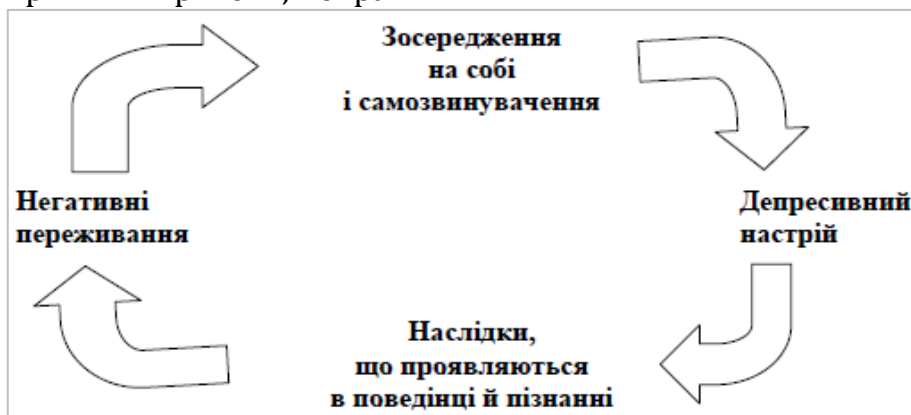 Зосередження
на собі
і самозвинувачення
Негативні
переживання
Депресивний
настрій
Наслідки,
що проявляються
в поведінці й пізнанні